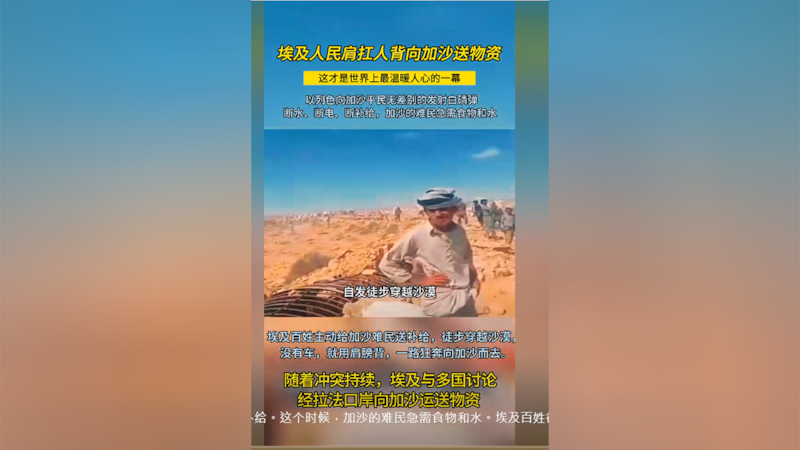 埃及人民肩扛人背向加沙送物资
这才是世界上最温暖人心的一幕
以列色向加沙平民无差别的发射白磷弹
断水、断电、断补给，加沙的难民急需食物和水
自发徒步穿越沙漠
埃及百姓主动给加沙难民送补给，徒步穿越沙漠。
没有车，就用肩膀背，一路狂奔向加沙而去。
随着冲突持续，埃及与多国讨论
经拉法口岸向加沙运送物资
给。这个时候，加沙的难民急需食物和水。埃及百姓